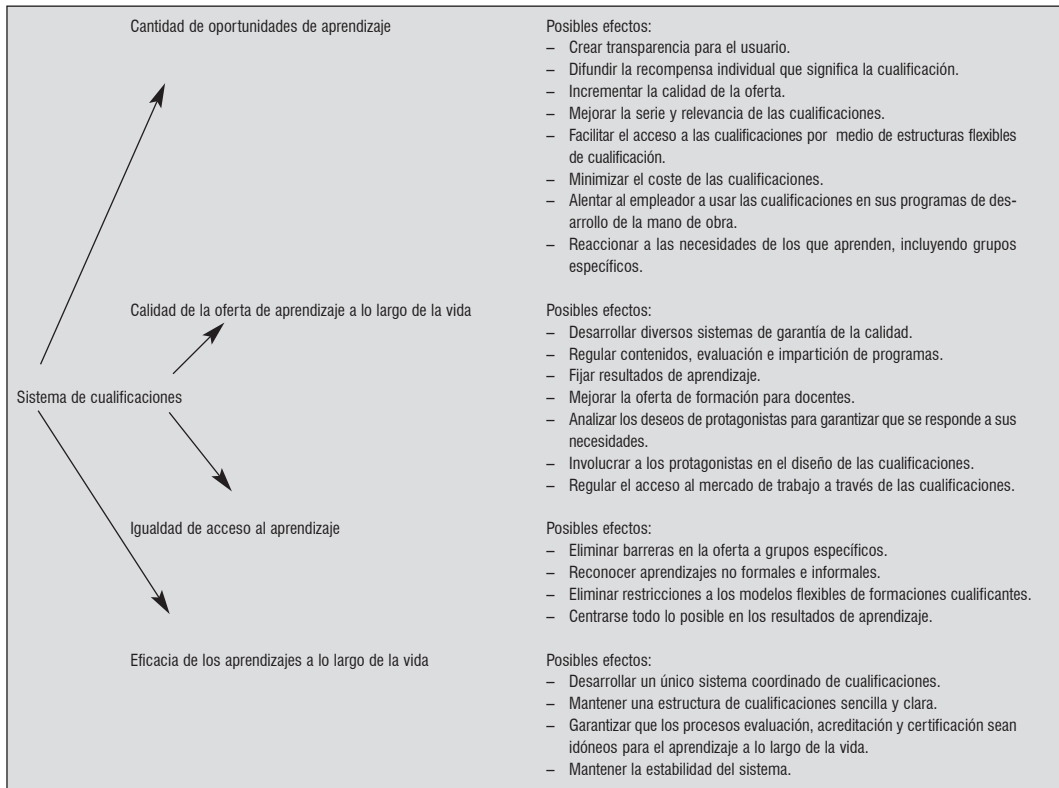 Cantidad de oportunidades de aprendizaje
Posibles efectos:
– Crear transparencia para el usuario.
– Difundir la recompensa individual que significa la cualificación.
– Incrementar la calidad de la oferta.
– Mejorar la serie y relevancia de las cualificaciones.
– Facilitar el acceso a las cualificaciones por medio de estructuras flexibles
de cualificación.
– Minimizar el coste de las cualificaciones.
– Alentar al empleador a usar las cualificaciones en sus programas de des-
arrollo de la mano de obra.
– Reaccionar a las necesidades de los que aprenden, incluyendo grupos
específicos.
Calidad de la oferta de aprendizaje a lo largo de la vida
Posibles efectos:
– Desarrollar diversos sistemas de garantía de la calidad.
– Regular contenidos, evaluación e impartición de programas.
– Fijar resultados de aprendizaje.
– Mejorar la oferta de formación para docentes.
– Analizar los deseos de protagonistas para garantizar que se responde a sus
necesidades.
– Involucrar a los protagonistas en el diseño de las cualificaciones.
– Regular el acceso al mercado de trabajo a través de las cualificaciones.
Sistema de cualificaciones
Igualdad de acceso al aprendizaje
Posibles efectos:
– Eliminar barreras en la oferta a grupos específicos.
– Reconocer aprendizajes no formales e informales.
– Eliminar restricciones a los modelos flexibles de formaciones cualificantes.
– Centrarse todo lo posible en los resultados de aprendizaje.
Eficacia de los aprendizajes a lo largo de la vida
Posibles efectos:
– Desarrollar un único sistema coordinado de cualificaciones.
– Mantener una estructura de cualificaciones sencilla y clara.
– Garantizar que los procesos evaluación, acreditación y certificación sean
idóneos para el aprendizaje a lo largo de la vida.
– Mantener la estabilidad del sistema.